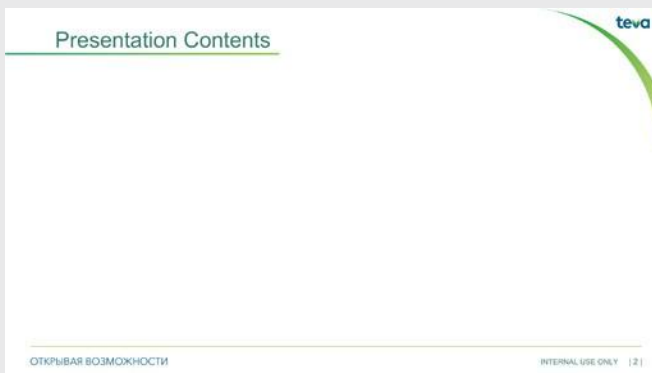 teva
Presentation Contents
ОТКРЫВАЯ ВОЗМОЖНОСТИ
INTERNAL USE ONLY | 2 |